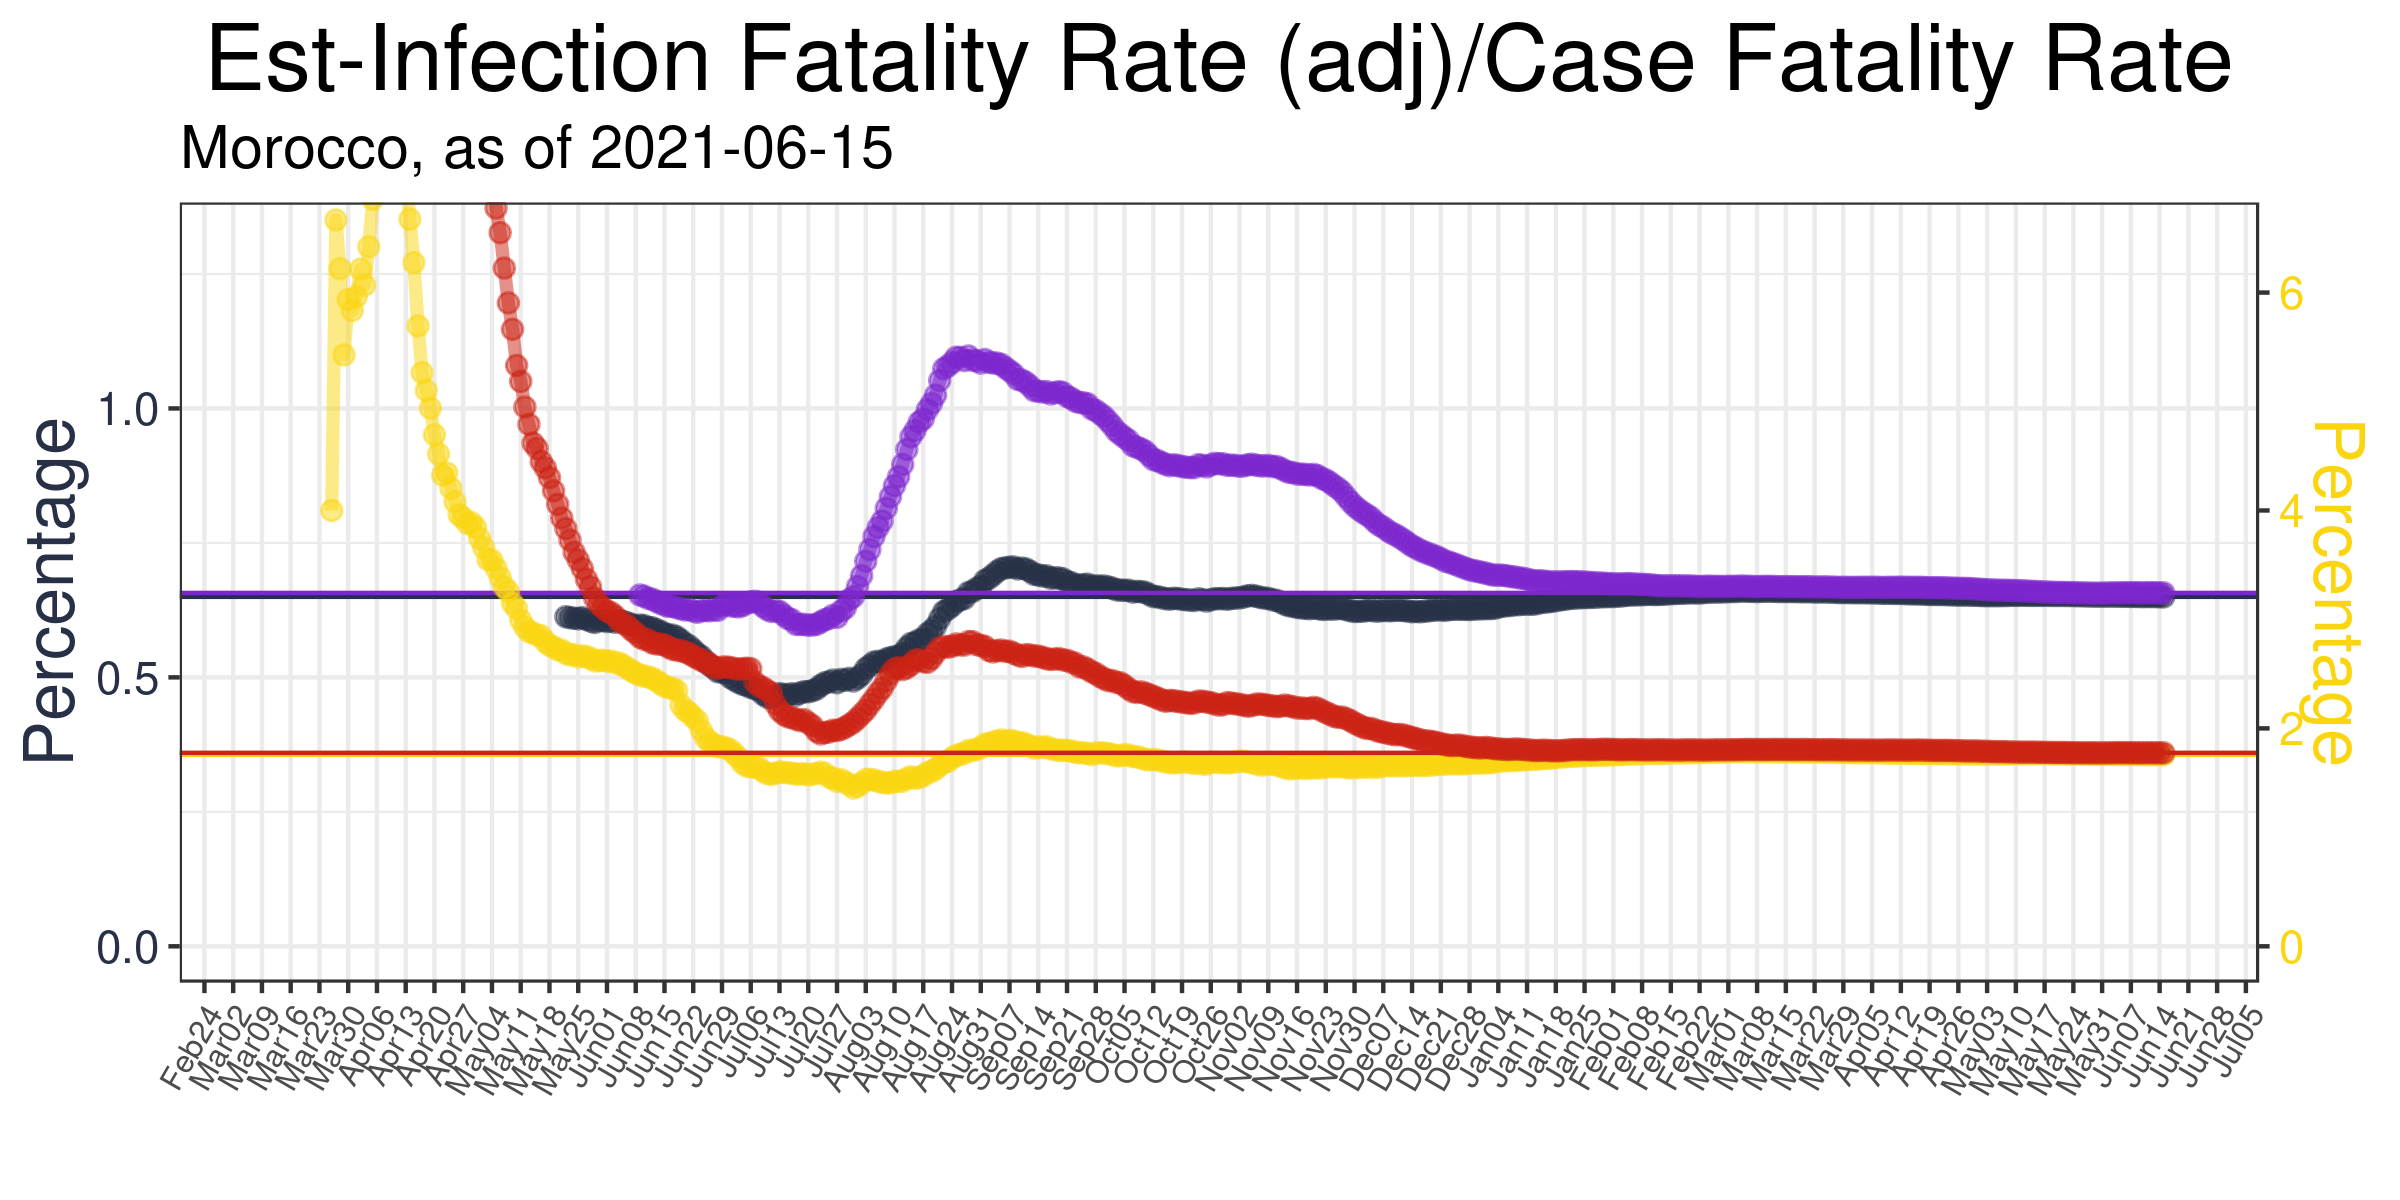 Est-Infection Fatality Rate (adj)/Case Fatality Rate
Morocco, as of 2021-06-15
Percentage
1.0
0.5
0.0
6
4
2
0
Percentage
Feb24
Mar02
Mar09
Mar16
Mar23
Mar30
Apr06
Apr13
Apr20
Apr27
May04
May11
May18
May25
Jun01
Jun08
Jun15
Jun22
Jun29
Jul06
Jul13
Jul20
Jul27
Aug03
Aug10
Aug17
Aug24
Aug31
Sep07
Sep14
Sep21
Sep28
Oct05
Oct12
Oct19
Oct26
Nov02
Nov09
Nov16
Nov23
Nov30
Dec07
Dec14
Dec21
Dec28
Jan04
Jan11
Jan18
Jan25
Feb01
Feb08
Feb15
Feb22
Mar01
Mar08
Mar15
Mar22
Mar29
Apr05
Apr12
Apr19
Apr26
May03
May10
May17
May24
May31
Jun07
Jun14
Jun21
Jun28
Jul05